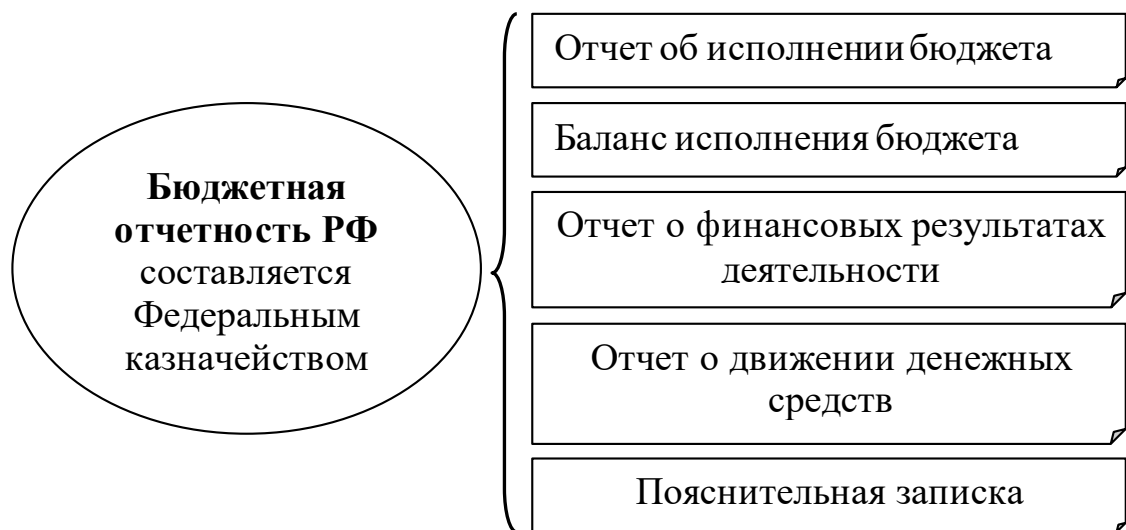 Бюджетная
отчетность РФ
составляется
Федеральным
казначейством
Отчет об исполнении бюджета
Баланс исполнения бюджета
Отчет о финансовых результатах
деятельности
Отчет о движении денежных
средств
Пояснительная записка